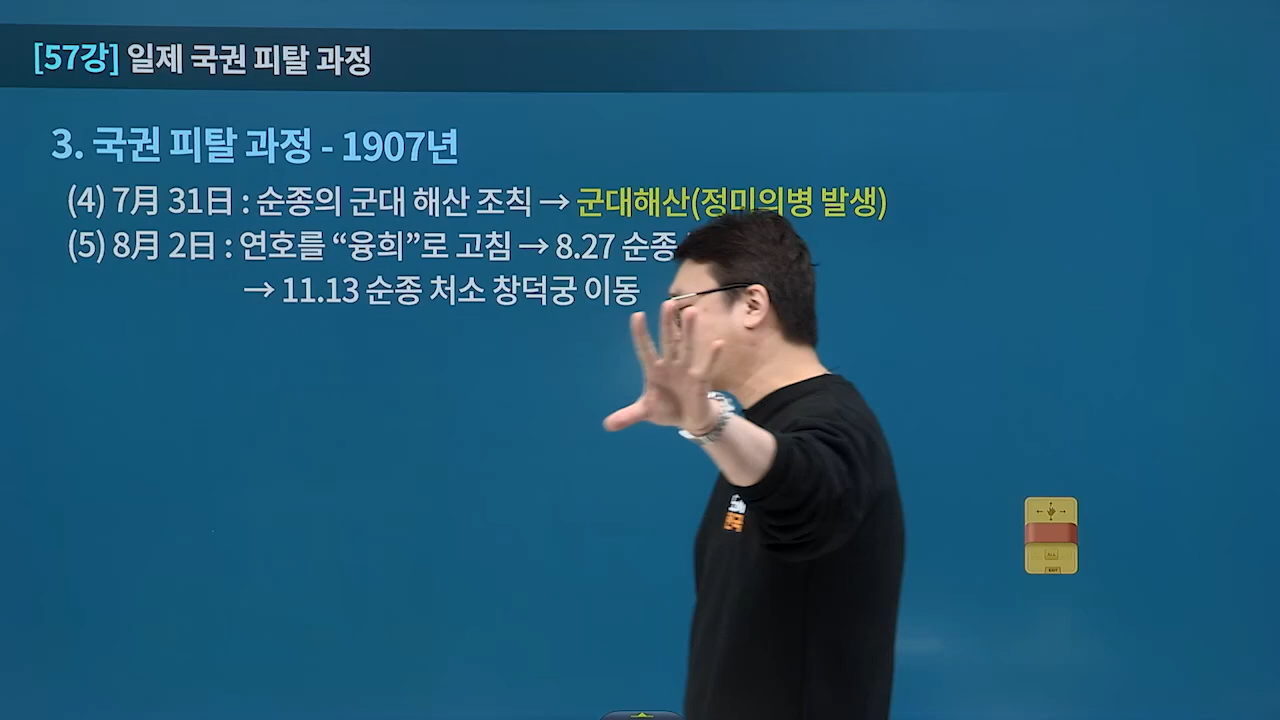 [57강] 일제 국권 피탈 과정
3. 국권 피탈 과정 - 1907년
(4) 7月 31日 : 순종의 군대 해산 조칙 → 군대해산(정미의병 발생)
(5) 8月 2日 : 연호를 “융희”로 고침 → 8.27 순종
→ 11.13 순종 처소 창덕궁 이동